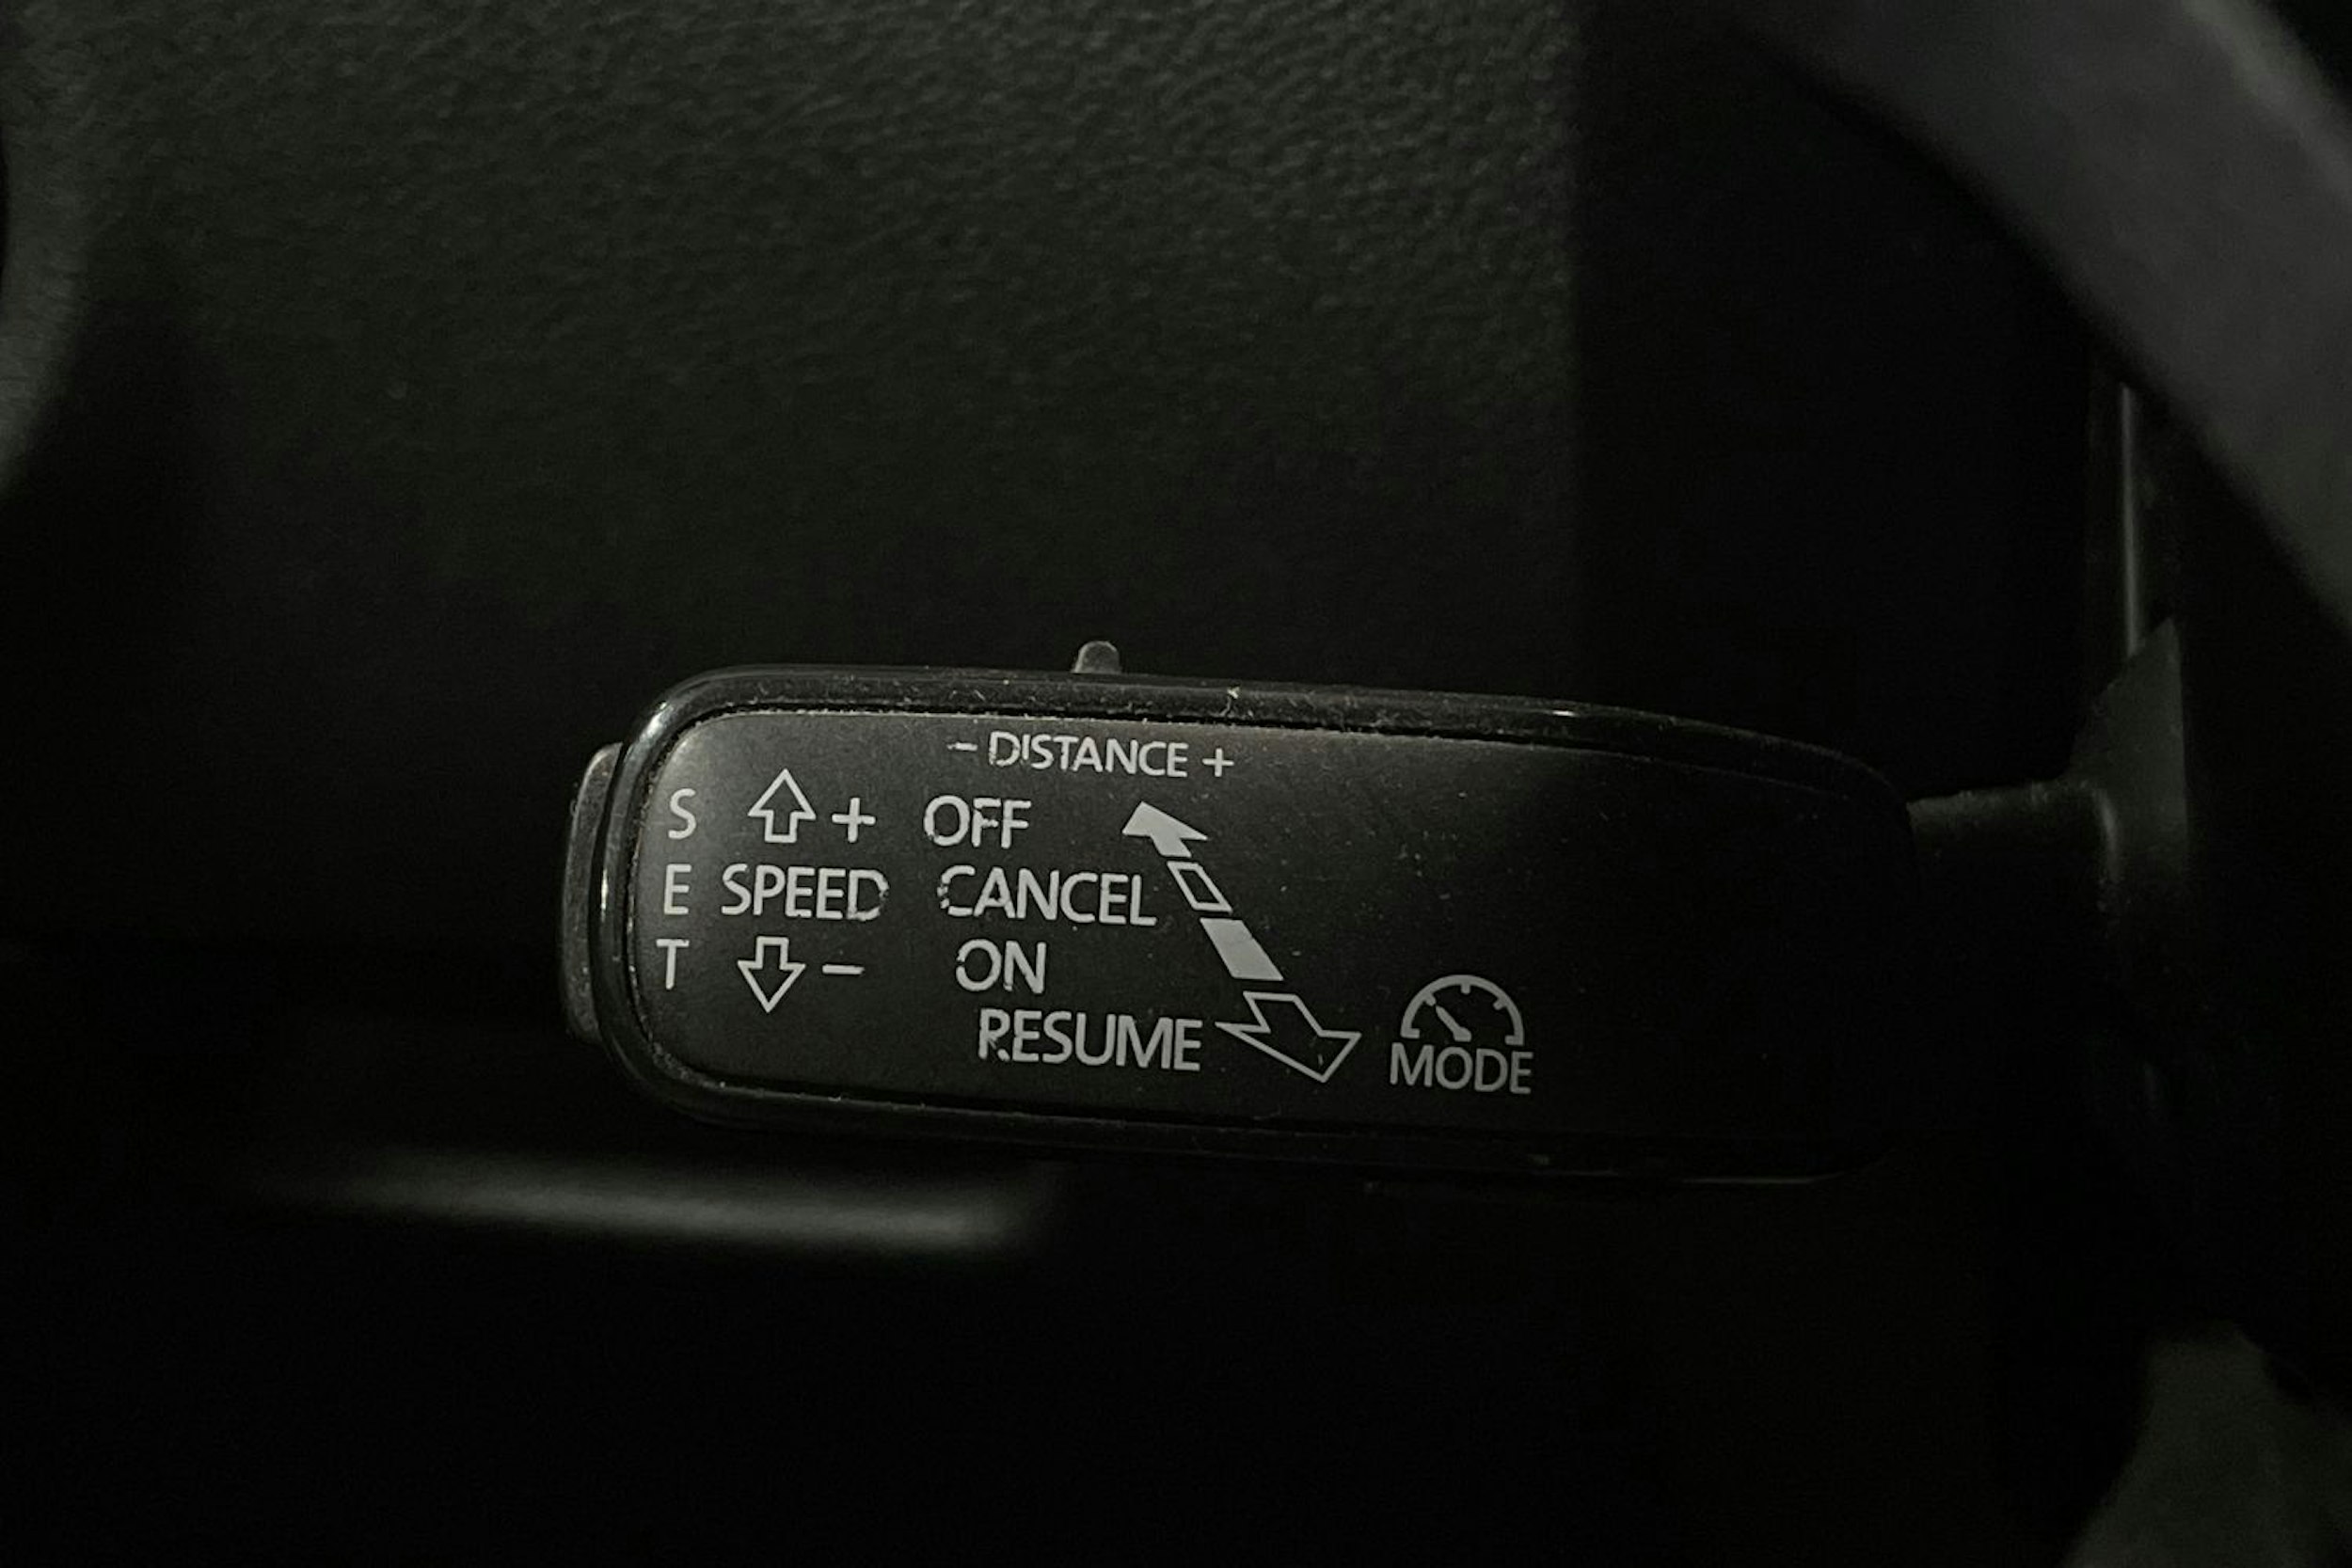 - DISTANCE +
S + OFF
E SPEED CANCEL
T - ON
RESUME
MODE